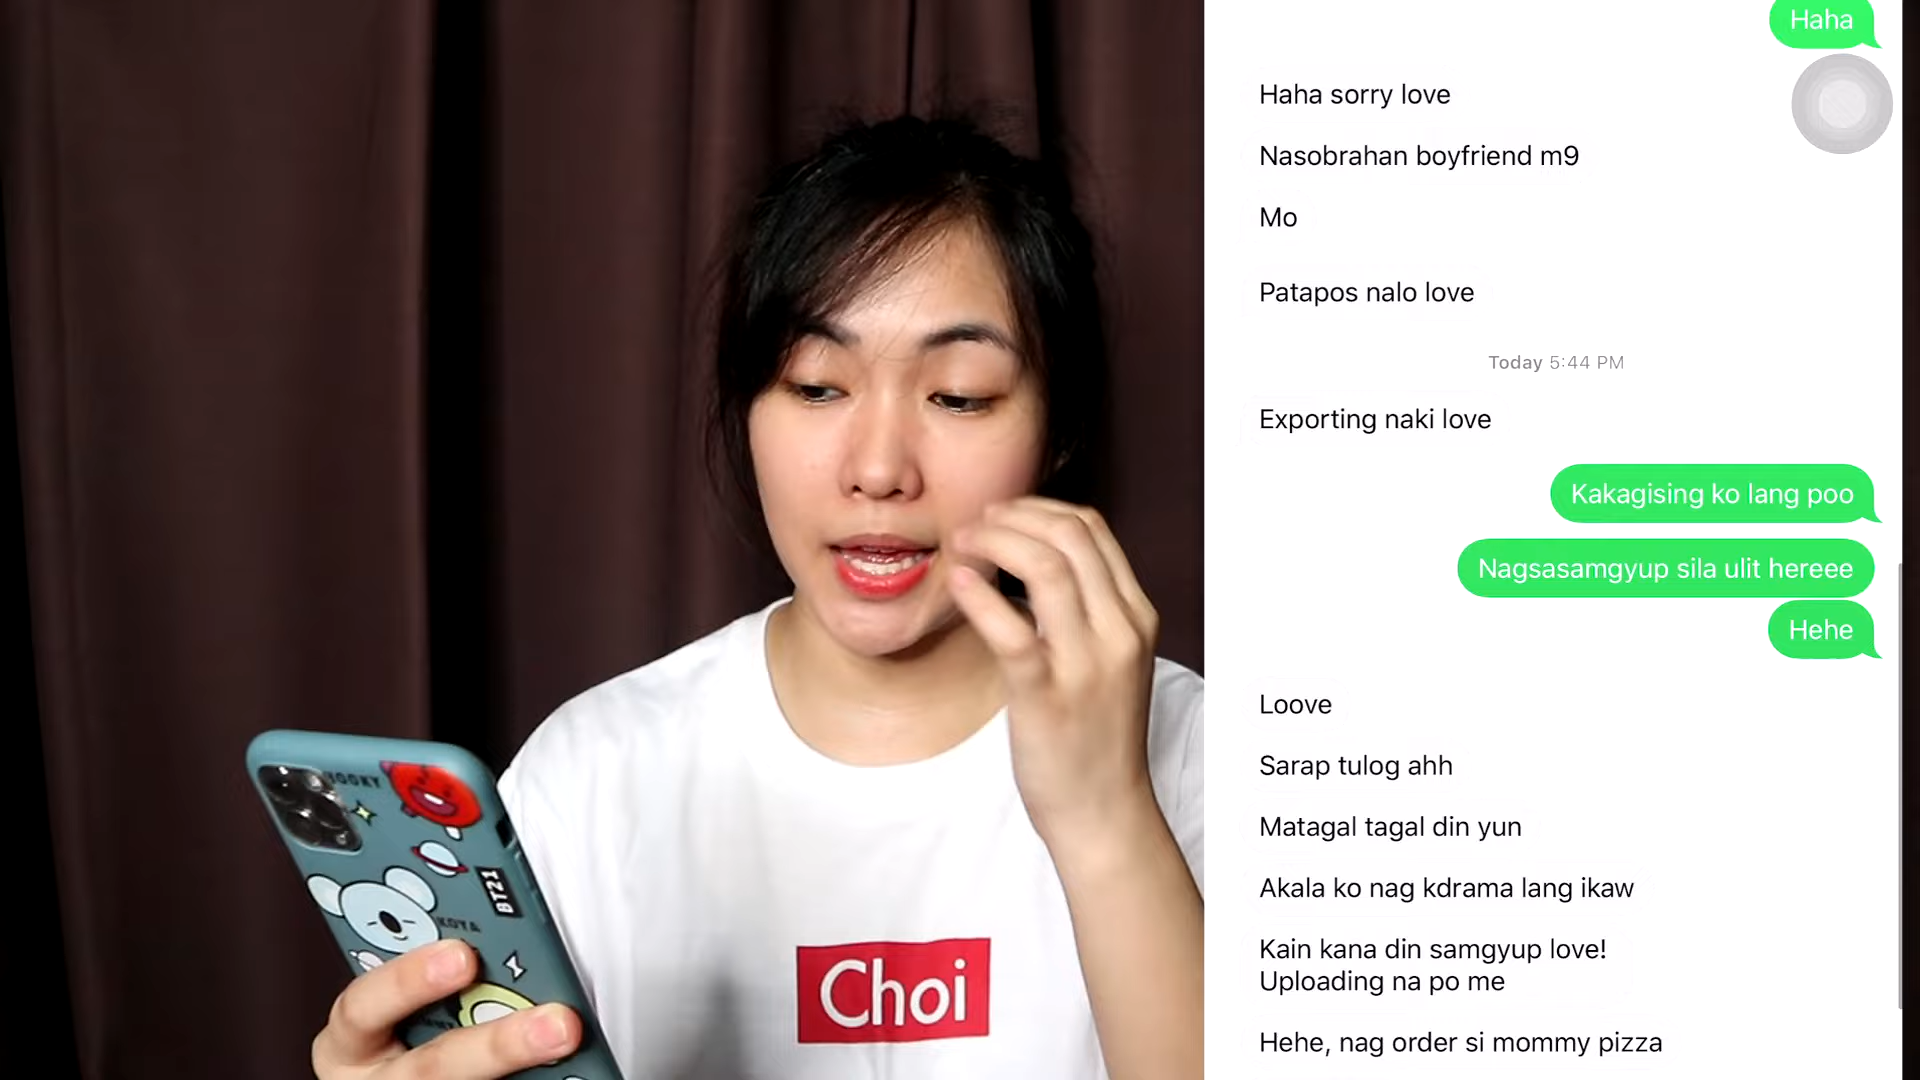 Haha
Haha sorry love
Nasobrahan boyfriend m9
Mo
Patapos nalo love
Today 5:44 PM
Exporting naki love
Kakagising ko lang poo
Nagsasamgyup sila ulit hereee
Hehe
Loove
Sarap tulog ahh
Matagal tagal din yun
Akala ko nag kdrama lang ikaw
Kain kana din samgyup love!
Uploading na po me
Hehe, nag order si mommy pizza
BT21
KOYA
Choi